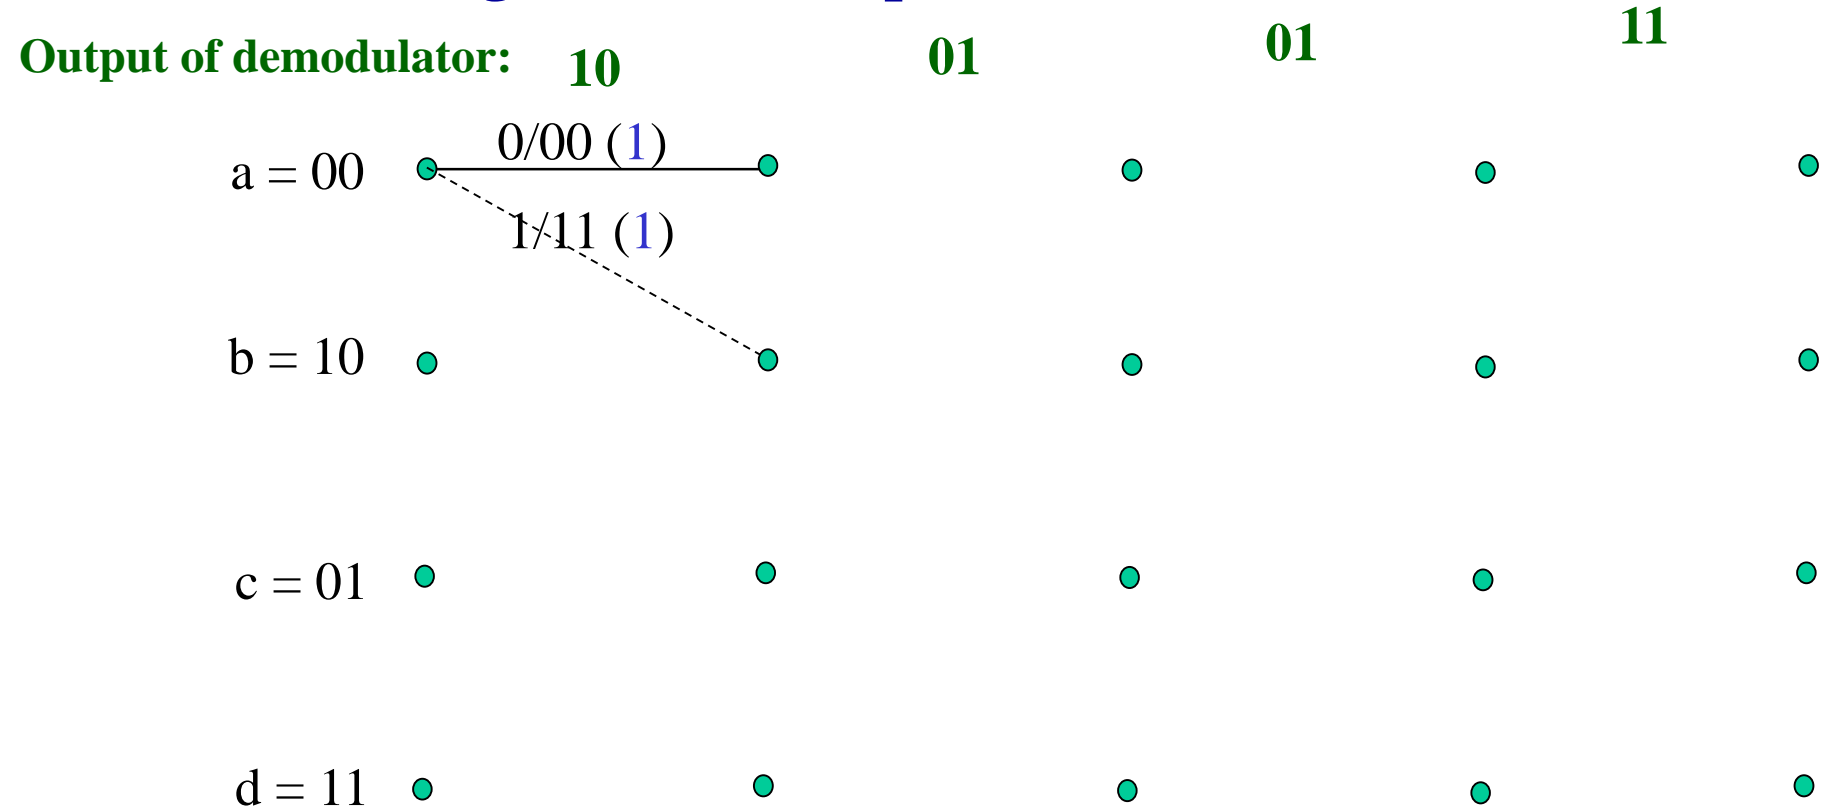 Output of demodulator: 10 01 01 11
0/00 (1)
a = 00
1/11 (1)
b = 10
c = 01
d = 11